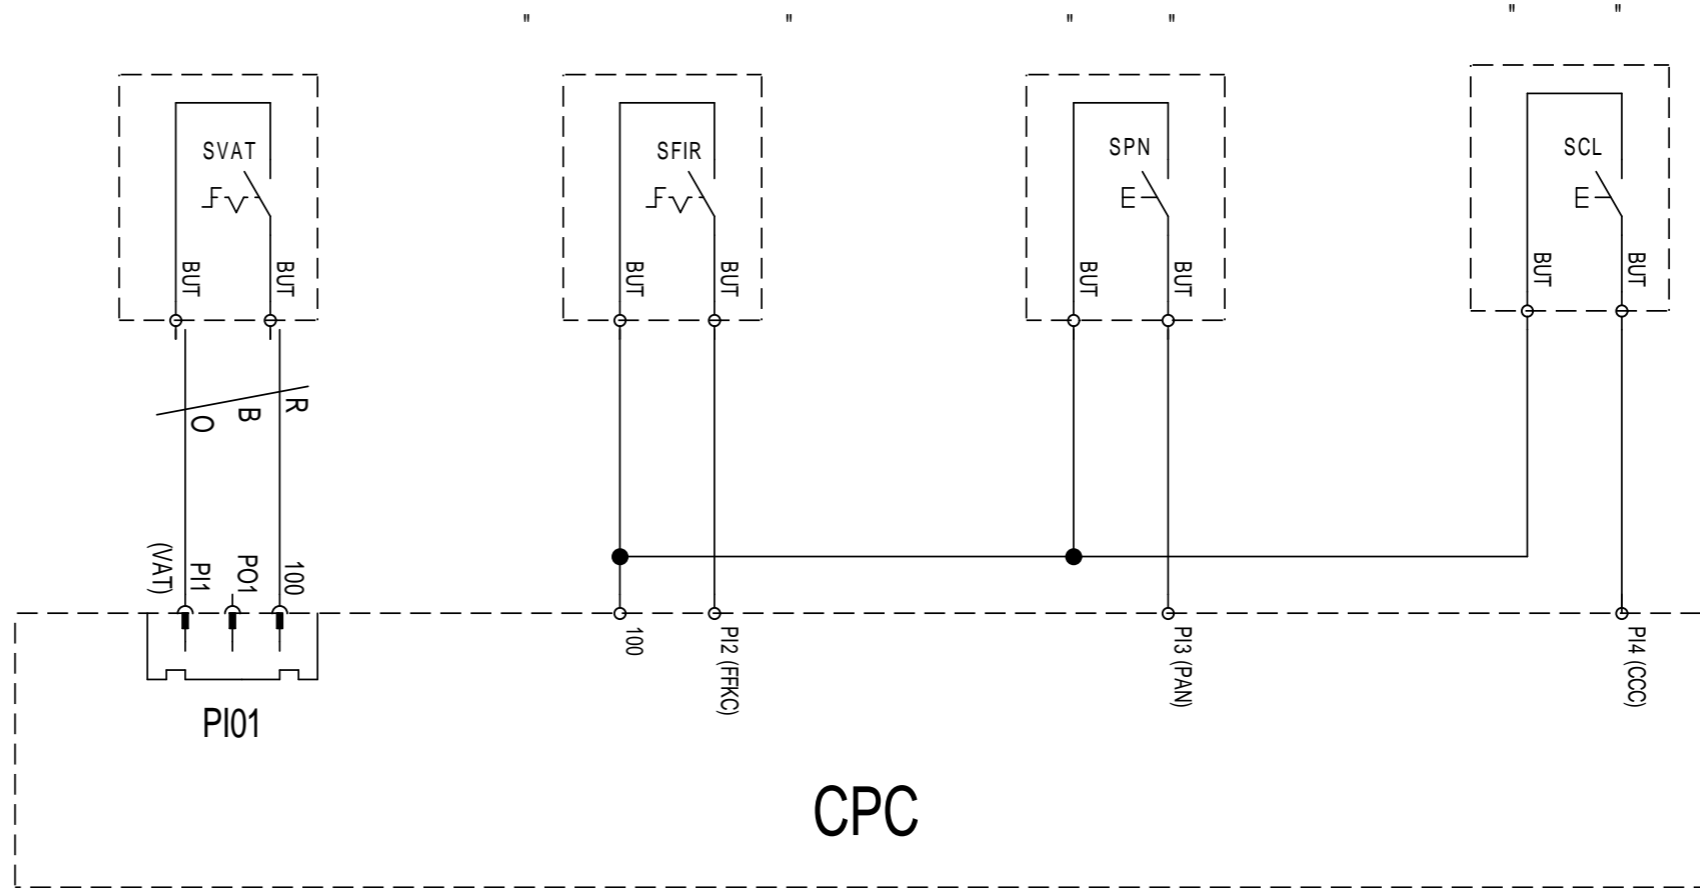 " " " " " "
SVAT SFIR SPN SCL
BUT BUT BUT BUT BUT BUT BUT BUT
O B R
(VAT) PI1 PO1 100
100 PI2 (FFKC) PI3 (PAN) PI4 (CCC)
PI01
CPC